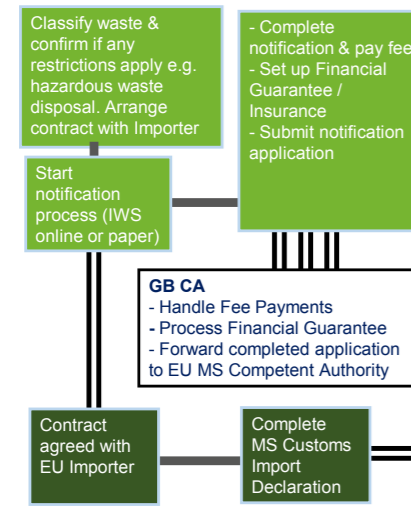 Classify waste &
confirm if any
restrictions apply e.g.
hazardous waste
disposal. Arrange
contract with Importer
- Complete
notification & pay fee
- Set up Financial
Guarantee /
Insurance
- Submit notification
application
Start
notification
process (IWS
online or paper)
GB CA
- Handle Fee Payments
- Process Financial Guarantee
- Forward completed application
to EU MS Competent Authority
Contract
agreed with
EU Importer
Complete
MS Customs
Import
Declaration